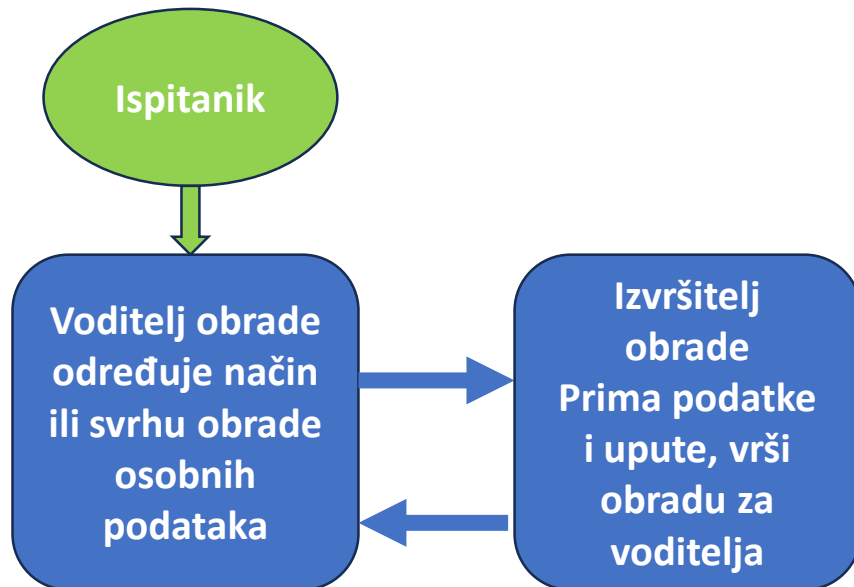 Ispitanik
Voditelj obrade
određuje način
ili svrhu obrade
osobnih
podataka
Izvršitelj
obrade
Prima podatke
i upute, vrši
obradu za
voditelja